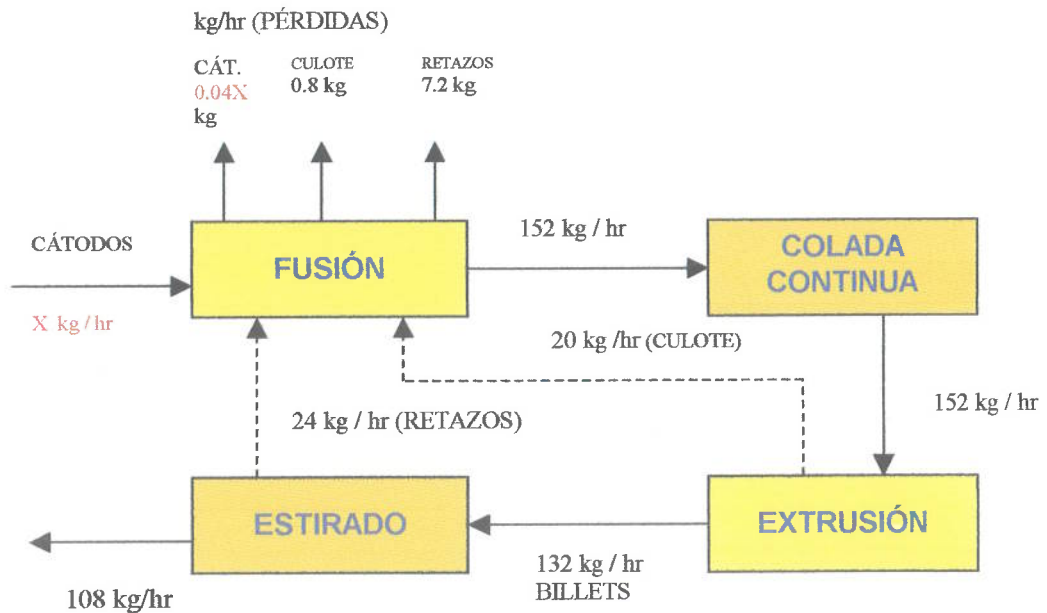 kg/hr (PÉRDIDAS)
CÁT.
0.04X
kg
CULOTE
0.8 kg
RETAZOS
7.2 kg
CÁTODOS
X kg / hr
FUSIÓN
152 kg / hr
COLADA
CONTINUA
20 kg /hr (CULOTE)
152 kg / hr
24 kg / hr (RETAZOS)
ESTIRADO
EXTRUSIÓN
132 kg / hr
BILLETS
108 kg/hr